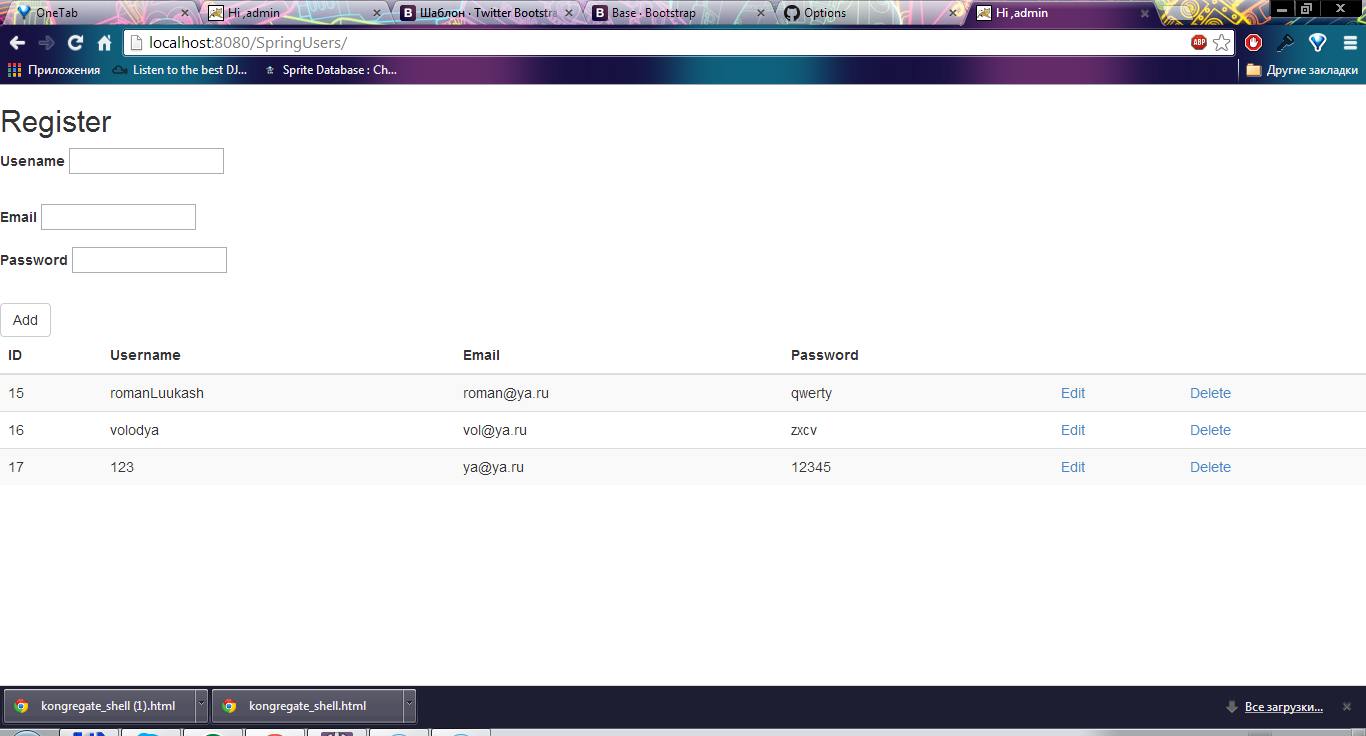 OneTab
Hi ,admin
Шаблон · Twitter Bootstra
Base · Bootstrap
Options
Hi ,admin
localhost:8080/SpringUsers/
ABP
Приложения
Listen to the best DJ...
Sprite Database : Ch...
Другие закладки
Register
Usename
Email
Password
Add
ID Username Email Password
15 romanLuukash roman@ya.ru qwerty Edit Delete
16 volodya vol@ya.ru zxcv Edit Delete
17 123 ya@ya.ru 12345 Edit Delete
kongregate_shell (1).html
kongregate_shell.html
Все загрузки...